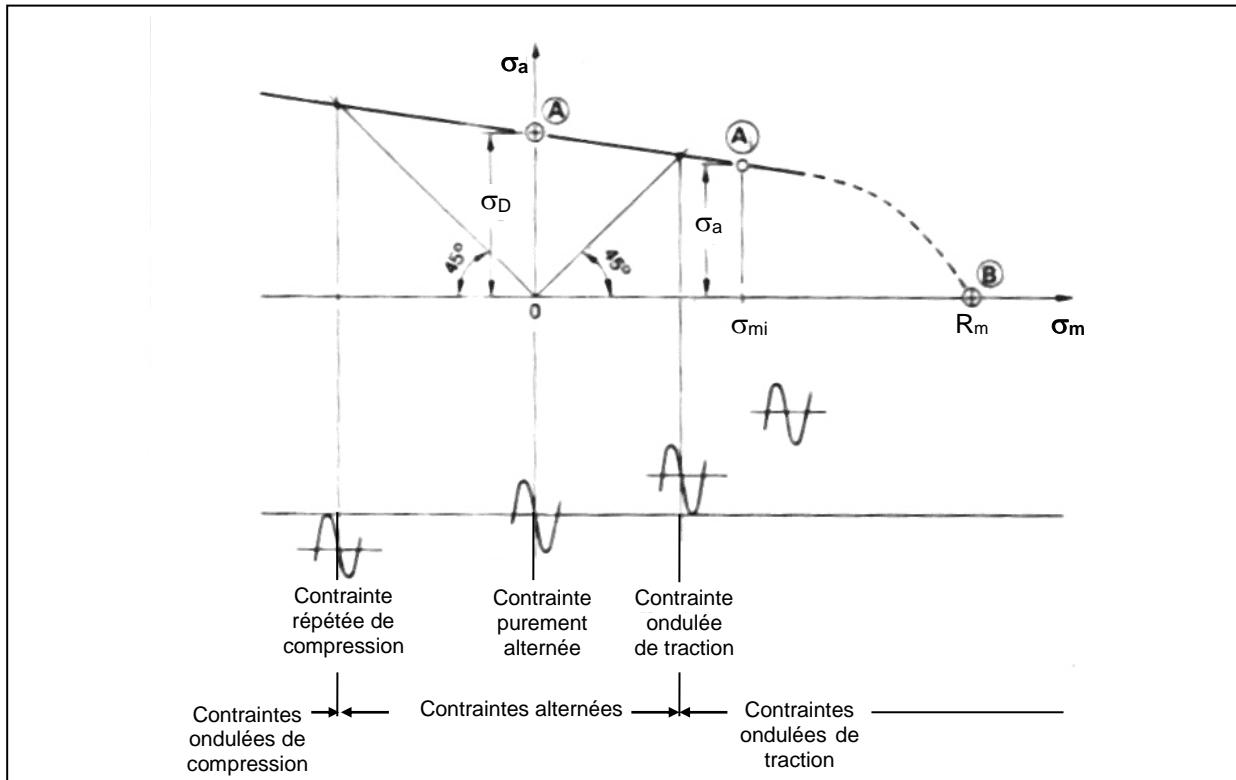 σa
A
A
σD
σa
45°
45°
0
B
σmi
Rm
σm
Contrainte
répétée de
compression
Contrainte
purement
alternée
Contrainte
ondulée
de traction
Contraintes
ondulées de
compression
Contraintes alternées
Contraintes
ondulées de
traction